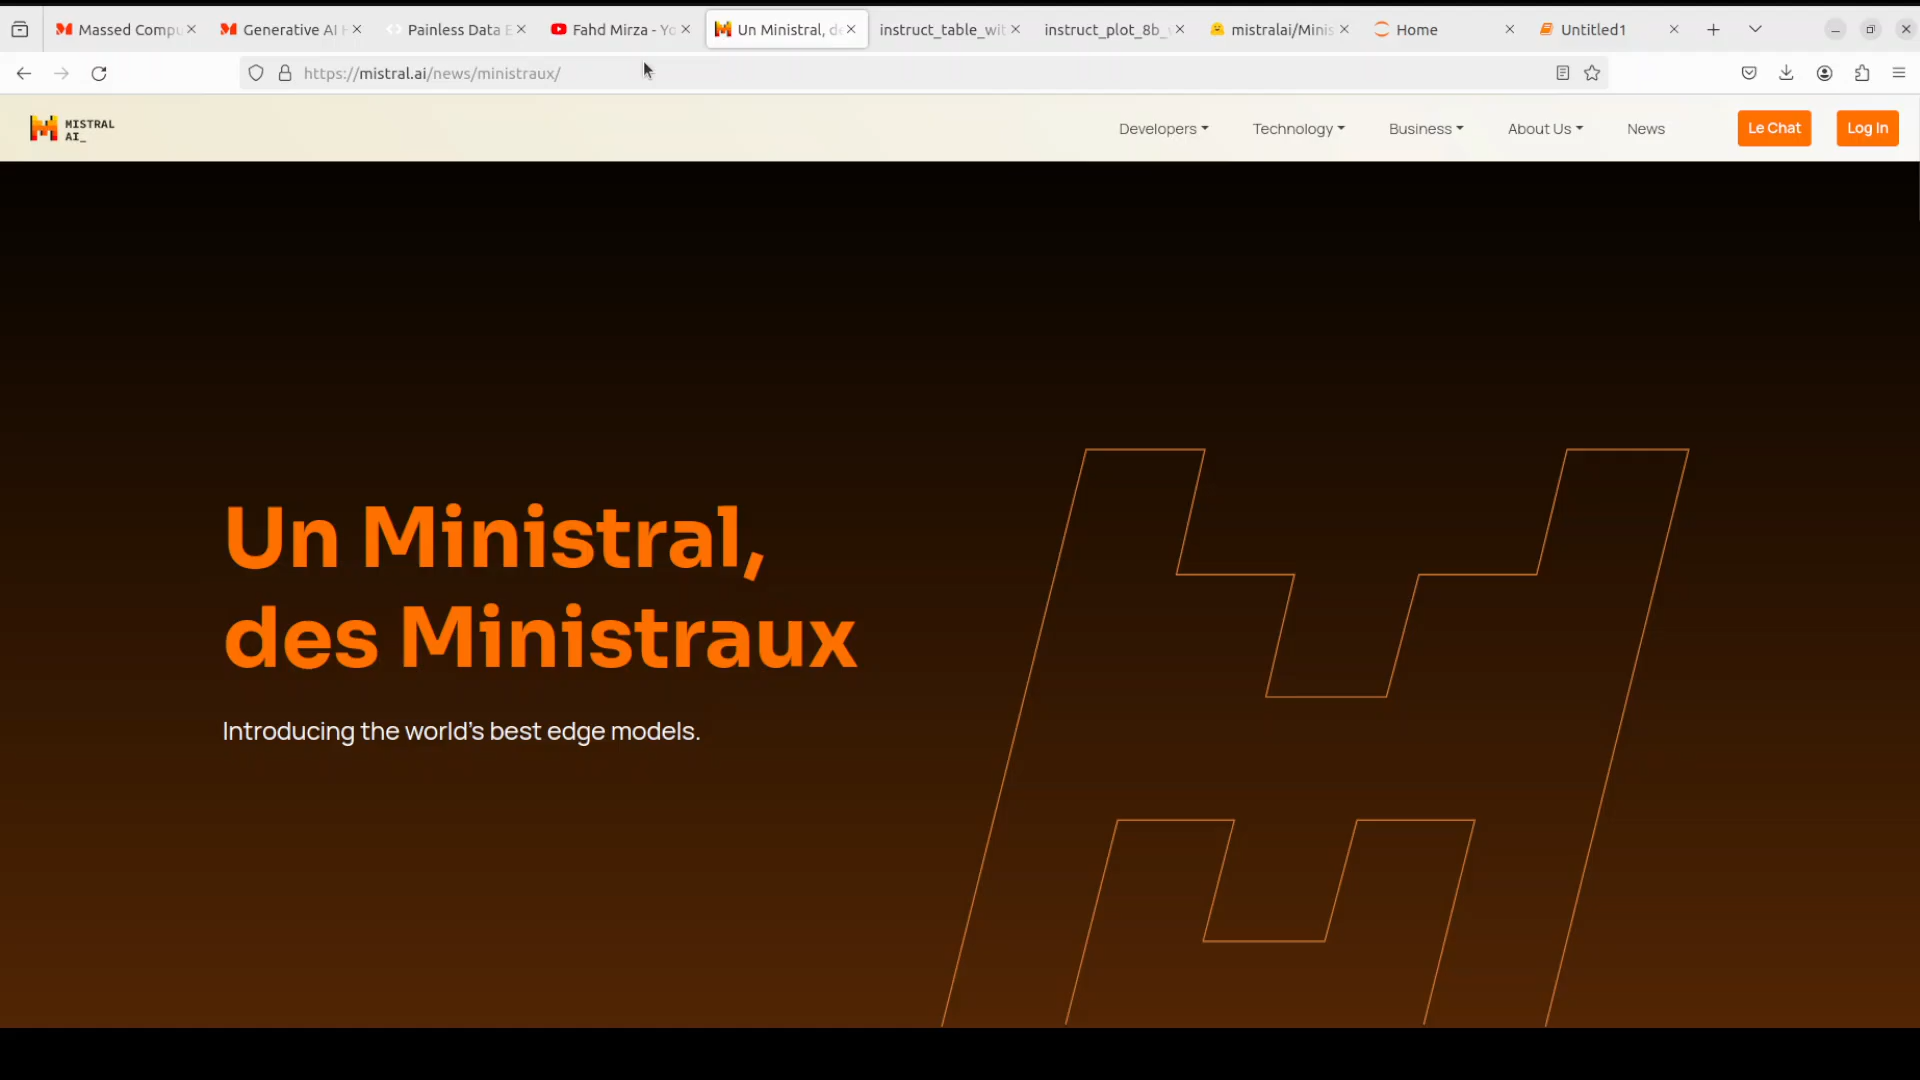 Massed Compu
Generative AI
Painless Data E
Fahd Mirza - Yo
Un Ministral, de
instruct_table_wit
instruct_plot_8b_
mistralai/Minis
Home
Untitled1
https://mistral.ai/news/ministraux/
MISTRAL
AI_
Developers
Technology
Business
About Us
News
Le Chat
Log In
Un Ministral,
des Ministraux
Introducing the world's best edge models.